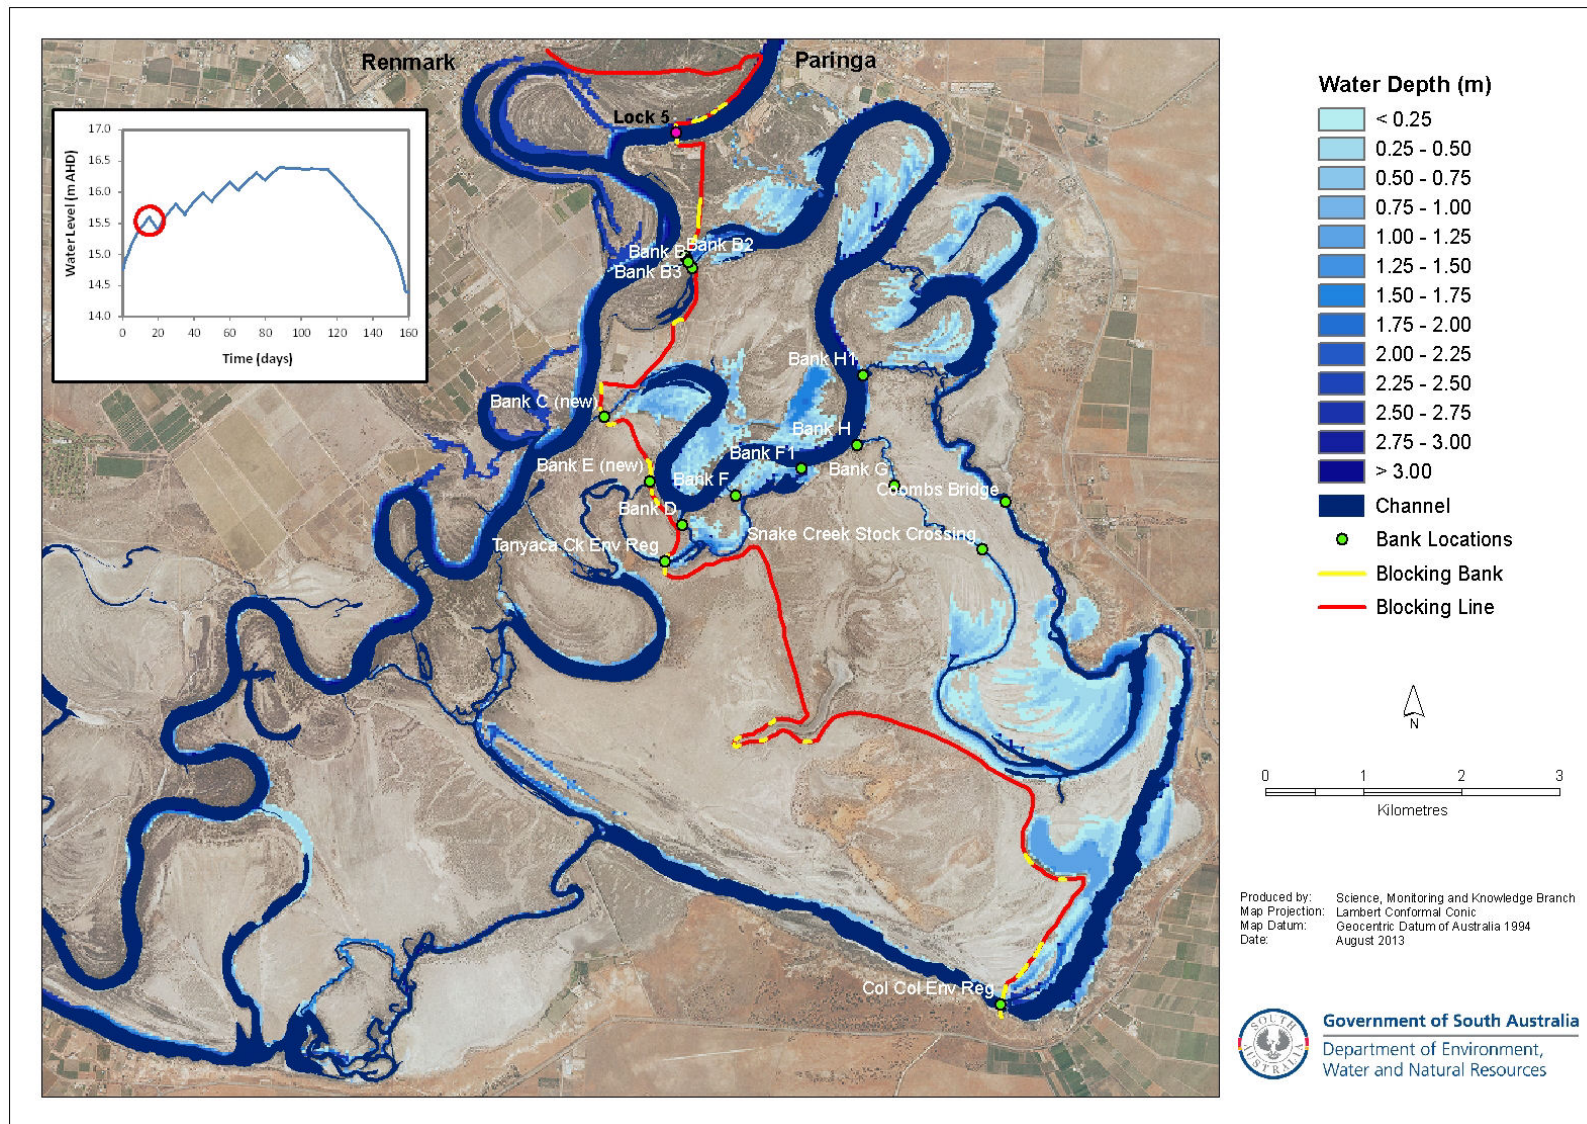 Renmark
Paringa
Lock 5
17.0
16.5
16.0
15.5
15.0
14.5
14.0
Water Level (m AHD)
0
20
40
60
80
100
120
140
160
Time (days)
Bank B2
Bank B
Bank B3
Bank H1
Bank C (new)
Bank H
Bank F1
Bank E (new)
Bank G
Bank F
Coombs Bridge
Bank D
Snake Creek Stock Crossing
Tanyaca Ck Env Reg
Col Col Env Reg
Water Depth (m)
< 0.25
0.25 - 0.50
0.50 - 0.75
0.75 - 1.00
1.00 - 1.25
1.25 - 1.50
1.50 - 1.75
1.75 - 2.00
2.00 - 2.25
2.25 - 2.50
2.50 - 2.75
2.75 - 3.00
> 3.00
Channel
Bank Locations
Blocking Bank
Blocking Line
N
0 1 2 3
Kilometres
Produced by: Science, Monitoring and Knowledge Branch
Map Projection: Lambert Conformal Conic
Map Datum: Geocentric Datum of Australia 1994
Date: August 2013
SOUTH
AUSTRALIA
Government of South Australia
Department of Environment,
Water and Natural Resources